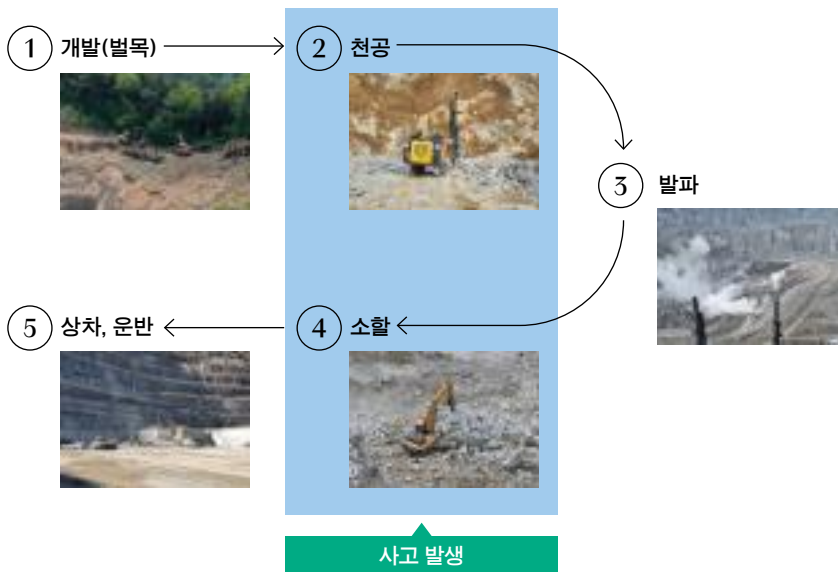 1 개발(벌목)
2 천공
3 발파
4 소할
5 상차, 운반
사고 발생